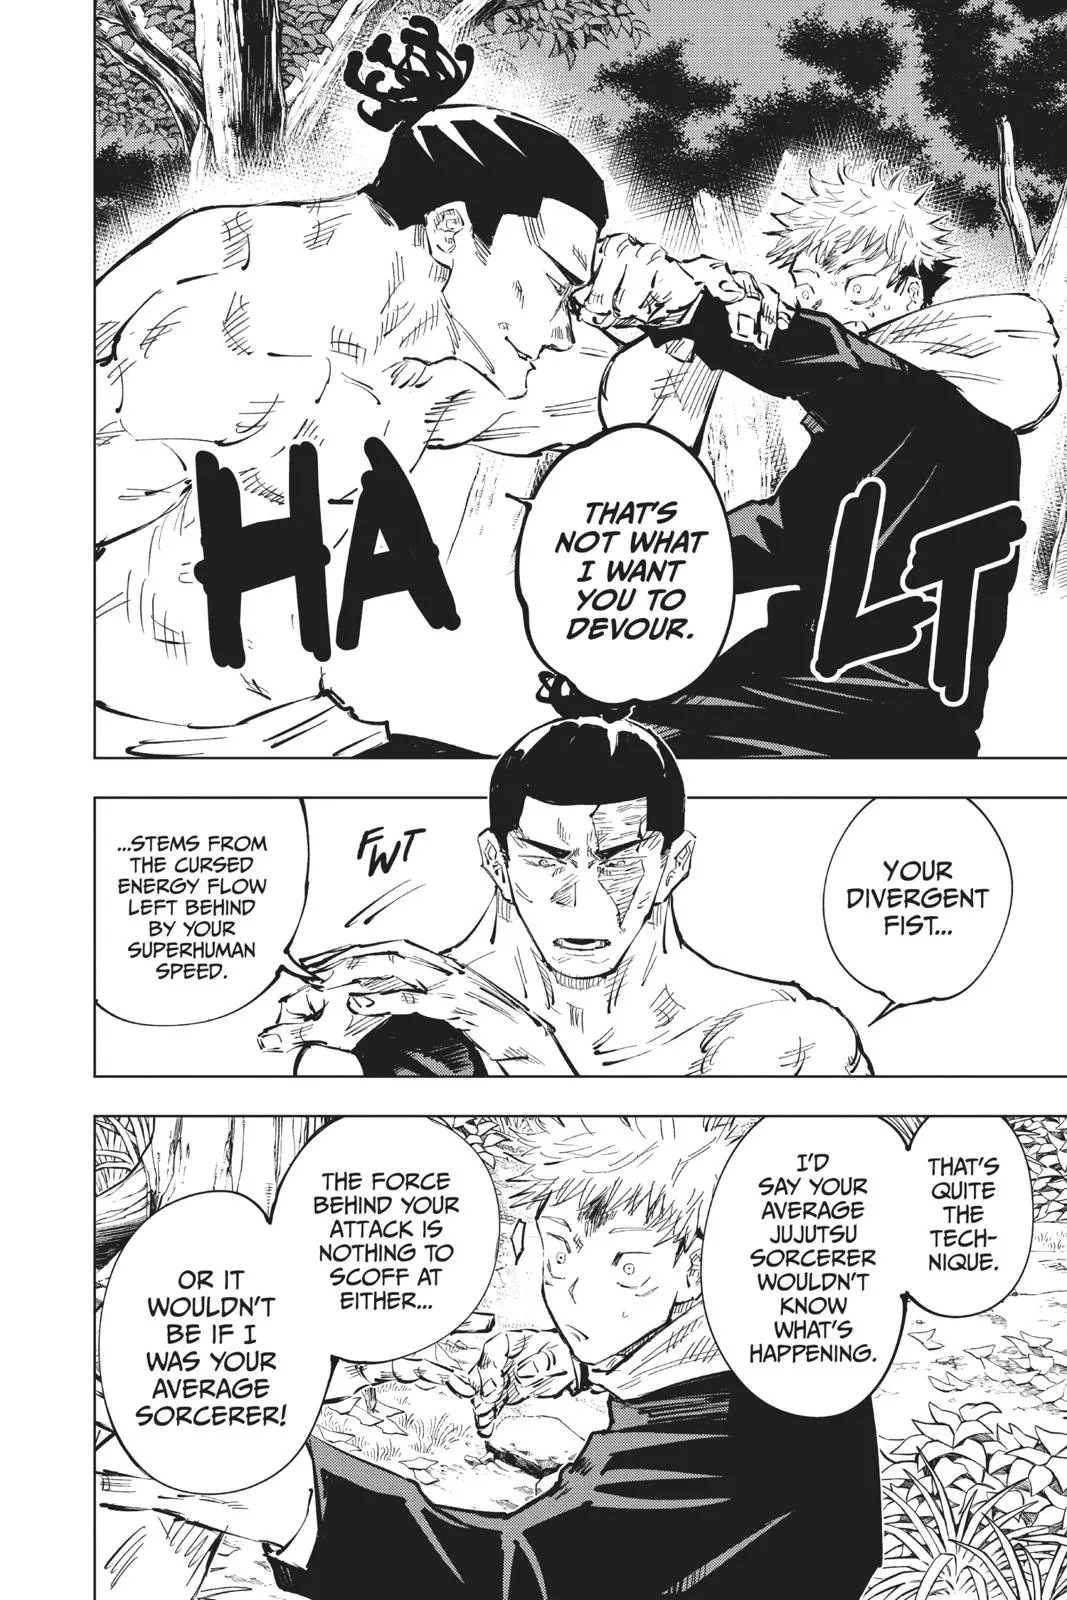 HA
LT
THAT'S
NOT WHAT
I WANT
YOU TO
DEVOUR.
YOUR
DIVERGENT
FIST...
FWT
...STEMS FROM
THE CURSED
ENERGY FLOW
LEFT BEHIND
BY YOUR
SUPERHUMAN
SPEED.
THAT'S
QUITE
THE
TECH-
NIQUE.
I'D
SAY YOUR
AVERAGE
JUJUTSU
SORCERER
WOULDN'T
KNOW
WHAT'S
HAPPENING.
THE FORCE
BEHIND YOUR
ATTACK IS
NOTHING TO
SCOFF AT
EITHER...
OR IT
WOULDN'T
BE IF I
WAS YOUR
AVERAGE
SORCERER!